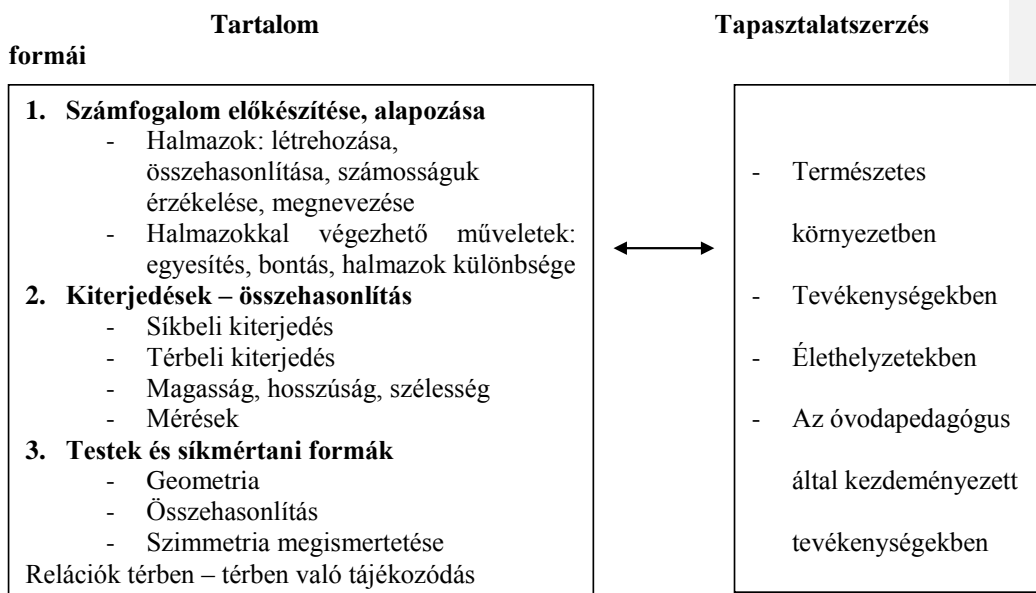 Tartalom Tapasztalatszerzés
formái
1. Számfogalom előkészítése, alapozása
- Halmazok: létrehozása,
összehasonlítása, számosságuk
érzékelése, megnevezése
- Halmazokkal végezhető műveletek:
egyesítés, bontás, halmazok különbsége
2. Kiterjedések – összehasonlítás
- Síkbeli kiterjedés
- Térbeli kiterjedés
- Magasság, hosszúság, szélesség
- Mérések
3. Testek és síkmértani formák
- Geometria
- Összehasonlítás
- Szimmetria megismertetése
Relációk térben – térben való tájékozódás
- Természetes
környezetben
- Tevékenységekben
- Élethelyzetekben
- Az óvodapedagógus
által kezdeményezett
tevékenységekben